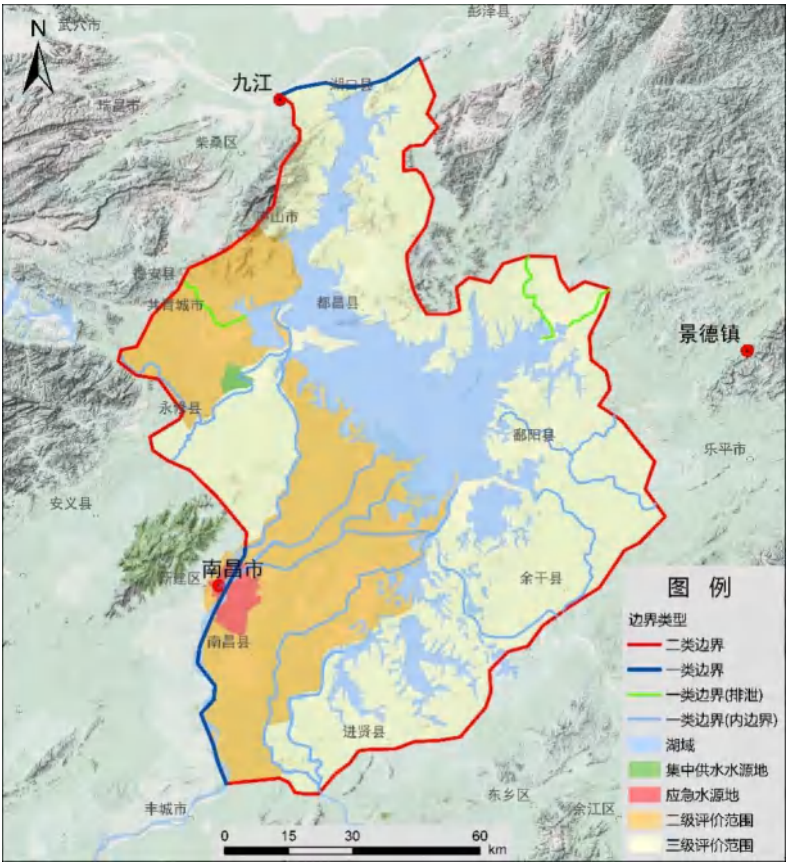 彭泽县
武穴市
N
九江
湖口县
瑞昌市
柴桑区
庐山市
德安县
共青城市
都昌县
景德镇
永修县
鄱阳县
乐平市
安义县
南昌市
新建区
余干县
南昌县
进贤县
丰城市
东乡区
余江区
0 15 30 60
km
图 例
边界类型
二类边界
一类边界
一类边界(排泄)
一类边界(内边界)
湖域
集中供水水源地
应急水源地
二级评价范围
三级评价范围